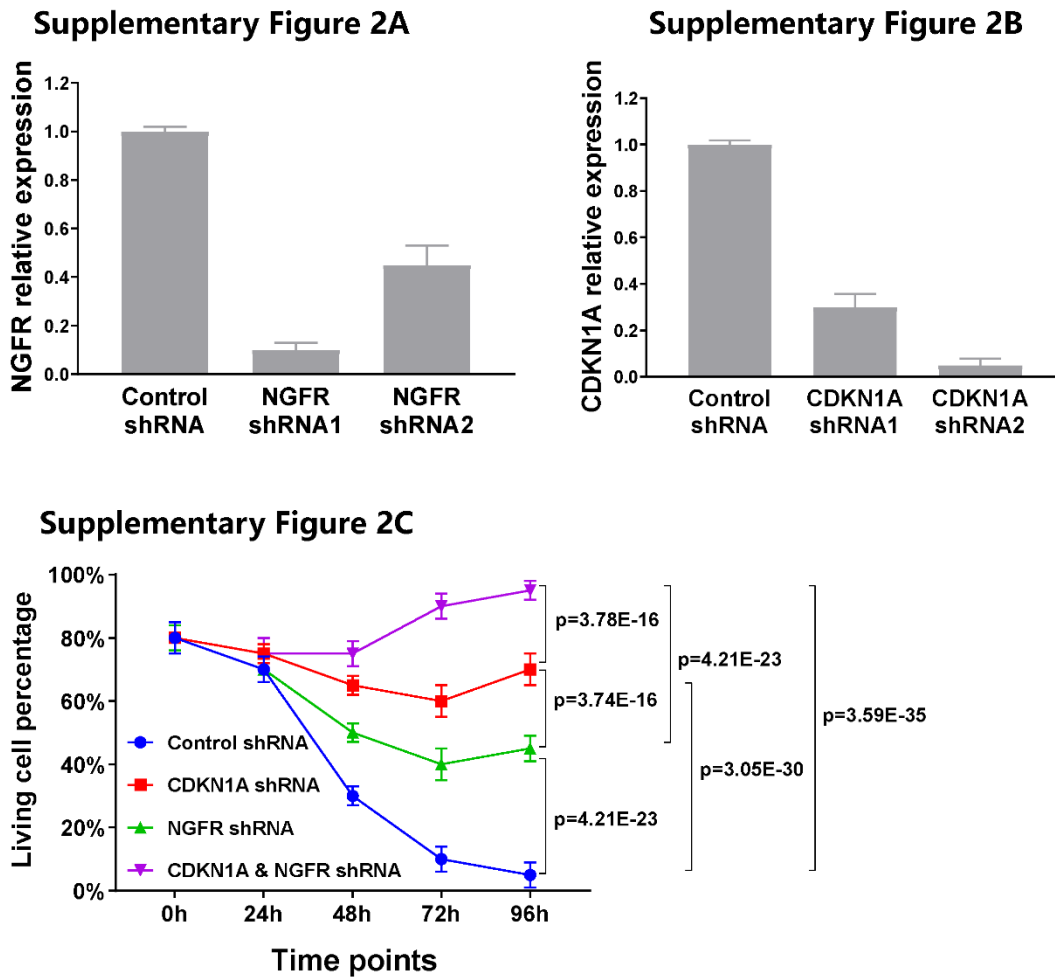 Supplementary Figure 2A
NGFR relative expression
1.2
1.0
0.8
0.6
0.4
0.2
0.0
Control
shRNA
NGFR
shRNA1
NGFR
shRNA2
Supplementary Figure 2B
CDKN1A relative expression
1.2
1.0
0.8
0.6
0.4
0.2
0.0
Control
shRNA
CDKN1A
shRNA1
CDKN1A
shRNA2
Supplementary Figure 2C
Living cell percentage
100%
80%
60%
40%
20%
0%
Control shRNA
CDKN1A shRNA
NGFR shRNA
CDKN1A & NGFR shRNA
0h
24h
48h
72h
96h
Time points
p=3.78E-16
p=3.74E-16
p=4.21E-23
p=4.21E-23
p=3.05E-30
p=3.59E-35